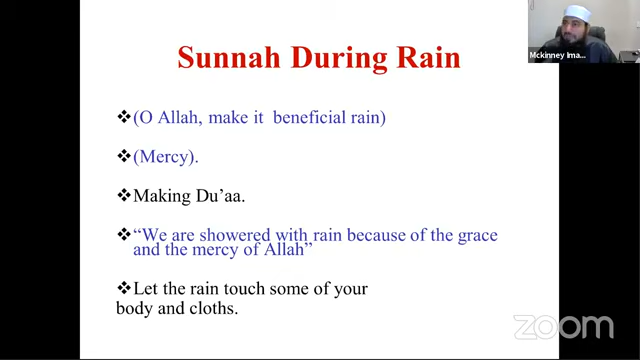 Sunnah During Rain
Mckinney Ima...
❖(O Allah, make it beneficial rain)
❖(Mercy).
❖Making Du’aa.
❖“We are showered with rain because of the grace
and the mercy of Allah”
❖Let the rain touch some of your
body and cloths.
zoom